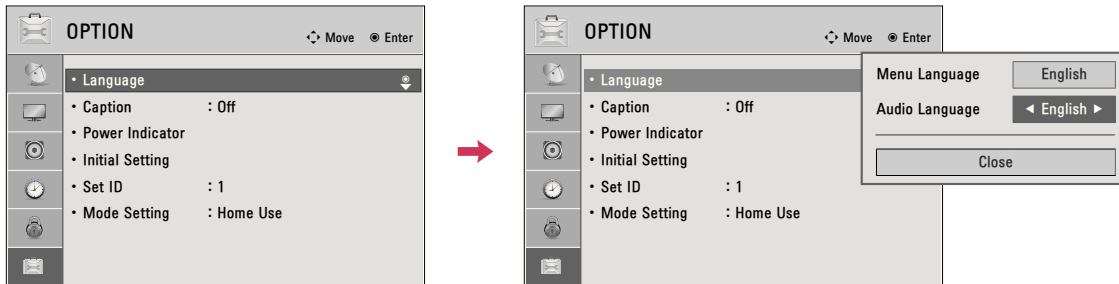 OPTION
Move Enter
• Language
• Caption : Off
• Power Indicator
• Initial Setting
• Set ID : 1
• Mode Setting : Home Use
OPTION
Move Enter
• Language
• Caption : Off
• Power Indicator
• Initial Setting
• Set ID : 1
• Mode Setting : Home Use
Menu Language English
Audio Language ◄ English ►
Close